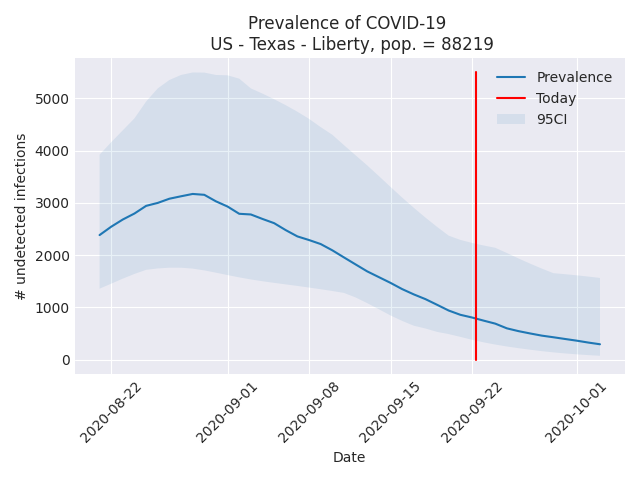 Prevalence of COVID-19
US - Texas - Liberty, pop. = 88219
Prevalence
Today
95CI
# undetected infections
5000
4000
3000
2000
1000
0
2020-08-22
2020-09-01
2020-09-08
2020-09-15
2020-09-22
2020-10-01
Date